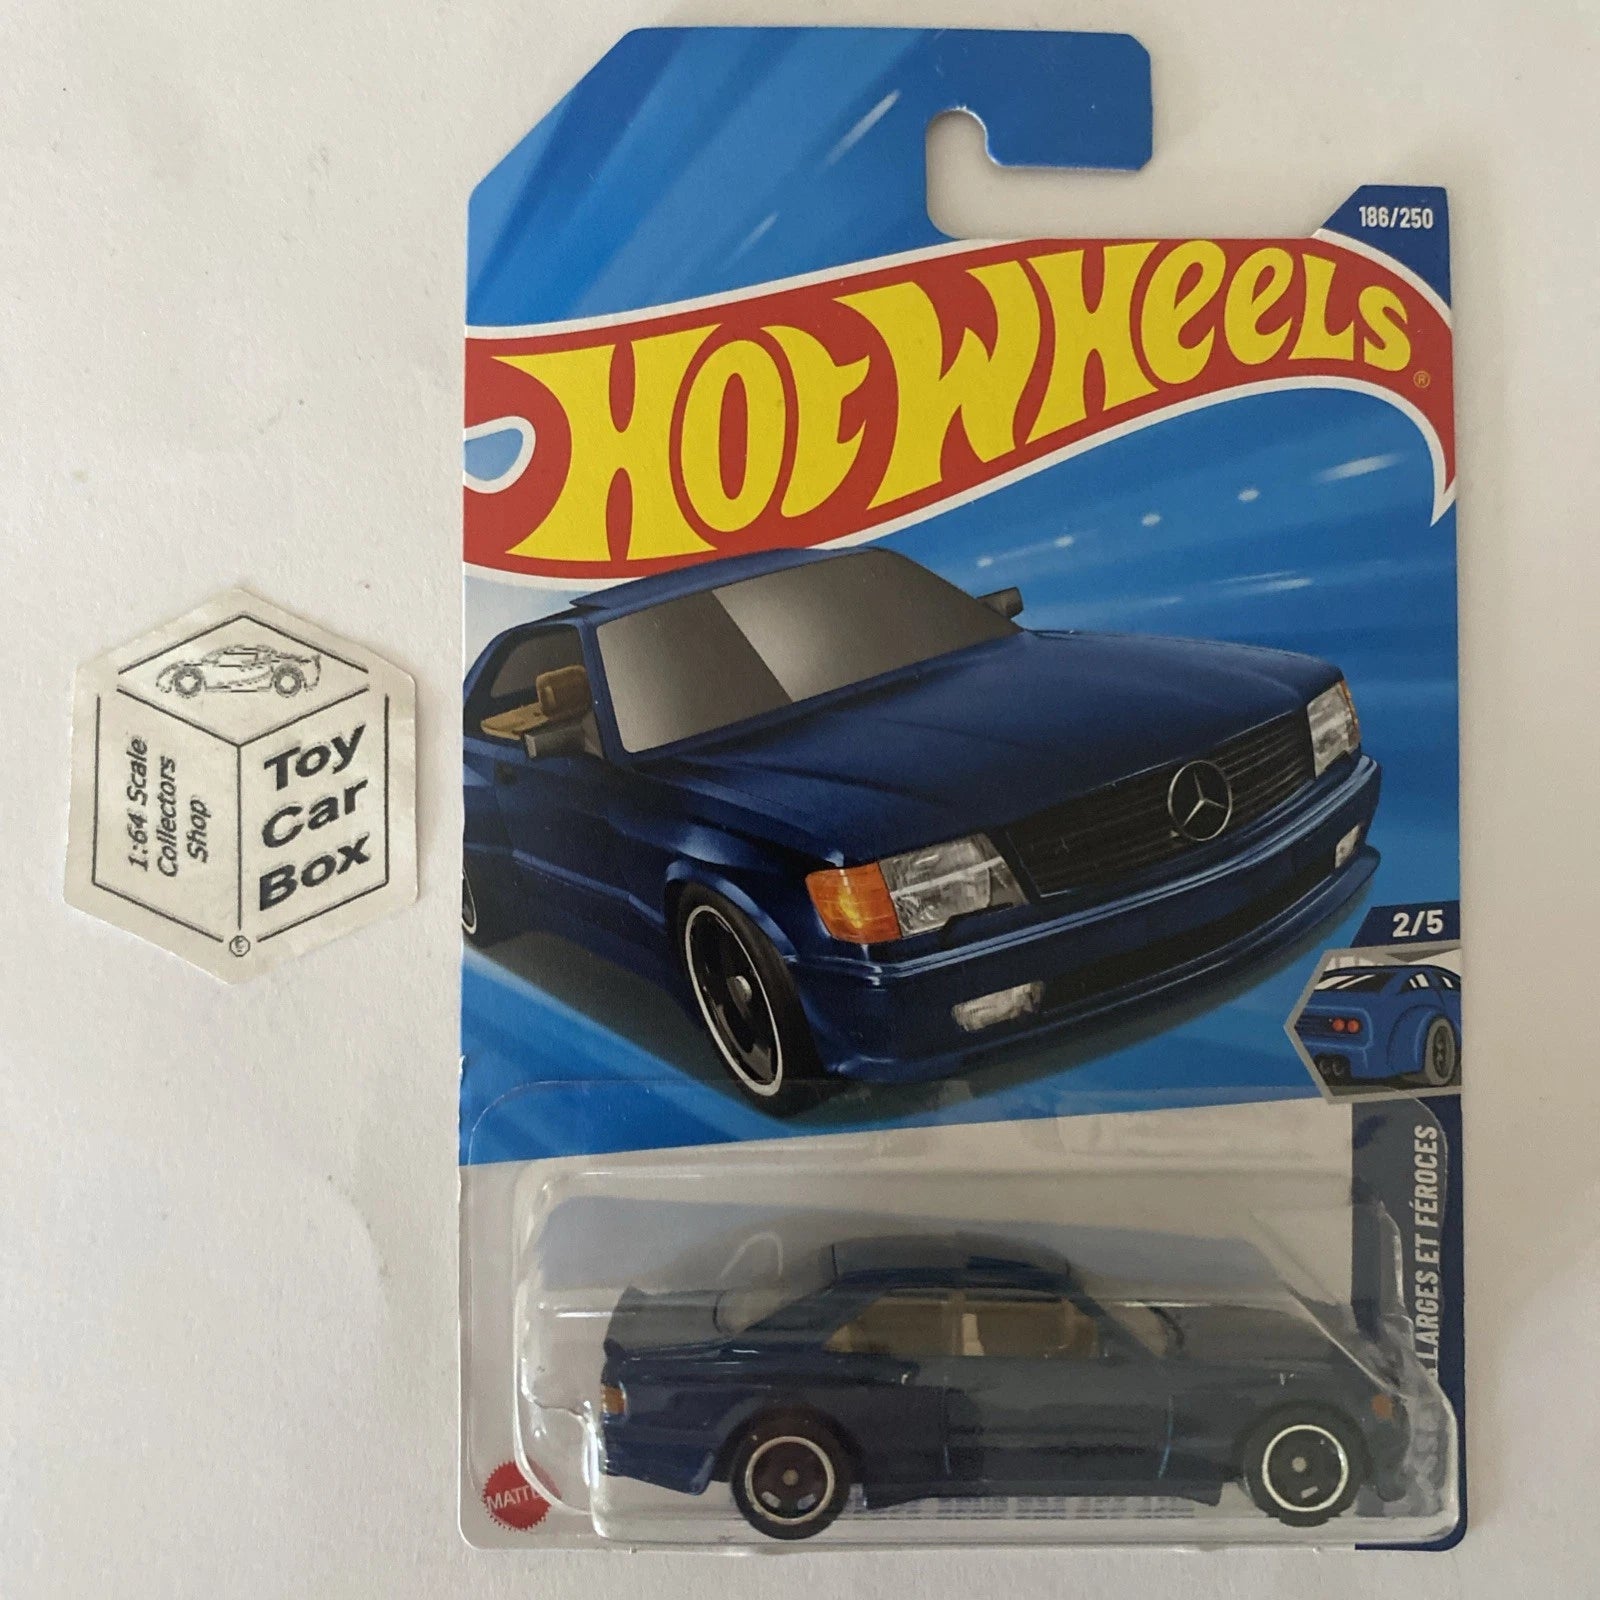 186/250
HOT WHEELS®
1:64 Scale
Collectors
Shop
Toy
Car
Box
2/5
LARGES ET FÉROCES
MATTEL